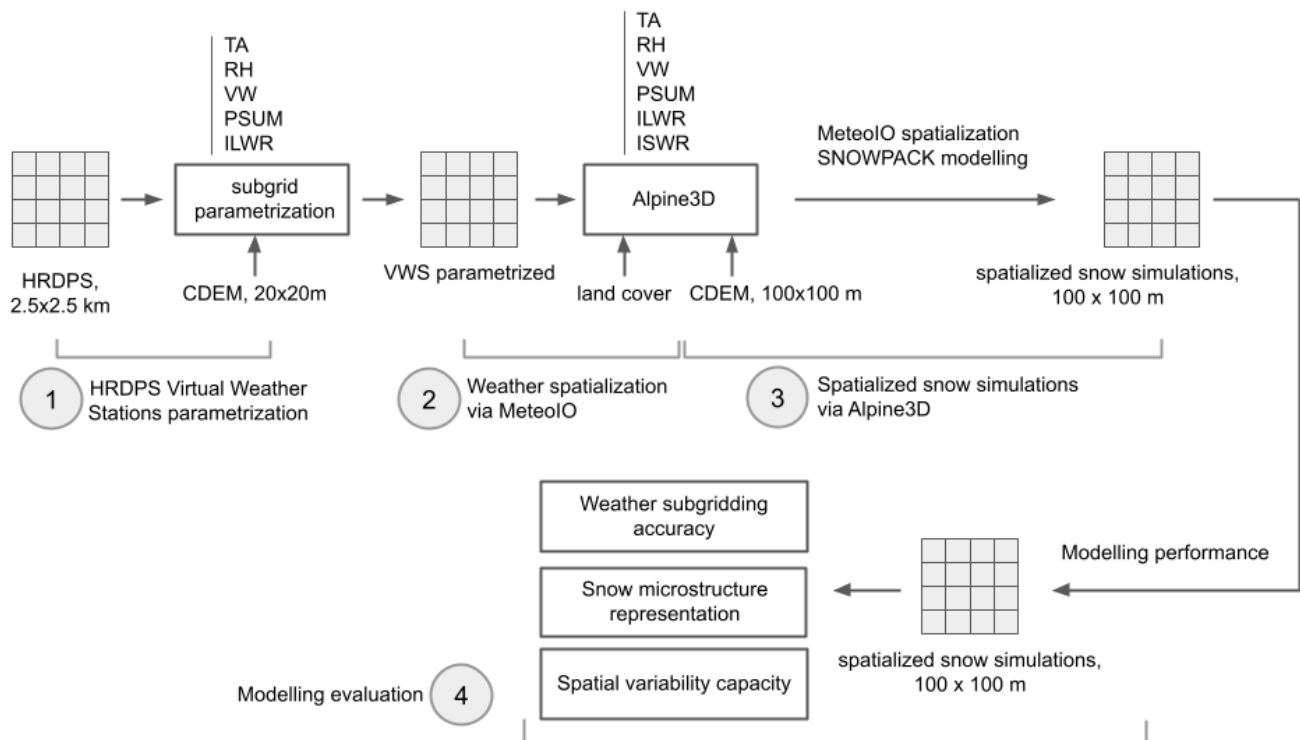 TA
RH
VW
PSUM
ILWR
TA
RH
VW
PSUM
ILWR
ISWR
subgrid
parametrization
Alpine3D
MeteoIO spatialization
SNOWPACK modelling
HRDPS,
2.5x2.5 km
CDEM, 20x20m
VWS parametrized
land cover
CDEM, 100x100 m
spatialized snow simulations,
100 x 100 m
1
HRDPS Virtual Weather
Stations parametrization
2
Weather spatialization
via MeteoIO
3
Spatialized snow simulations
via Alpine3D
Weather subgridding
accuracy
Snow microstructure
representation
Spatial variability capacity
Modelling performance
spatialized snow simulations,
100 x 100 m
Modelling evaluation
4